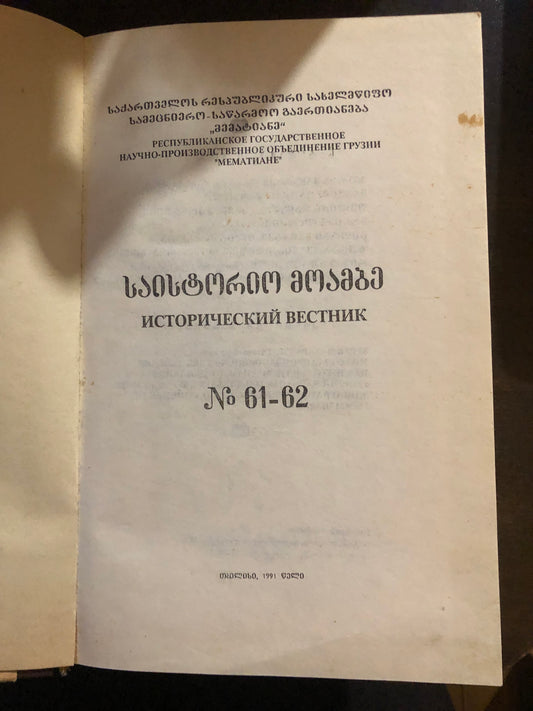 საქართველოს რესპუბლიკური სახელმწიფო
სამეცნიერო-საწარმოო გაერთიანება
„მემატიანე“
РЕСПУБЛИКАНСКОЕ ГОСУДАРСТВЕННОЕ
НАУЧНО-ПРОИЗВОДСТВЕННОЕ ОБЪЕДИНЕНИЕ ГРУЗИИ
"МЕМАТИАНЕ"
საისტორიო მოამბე
ИСТОРИЧЕСКИЙ ВЕСТНИК
№ 61-62
თბილისი, 1991 წელი